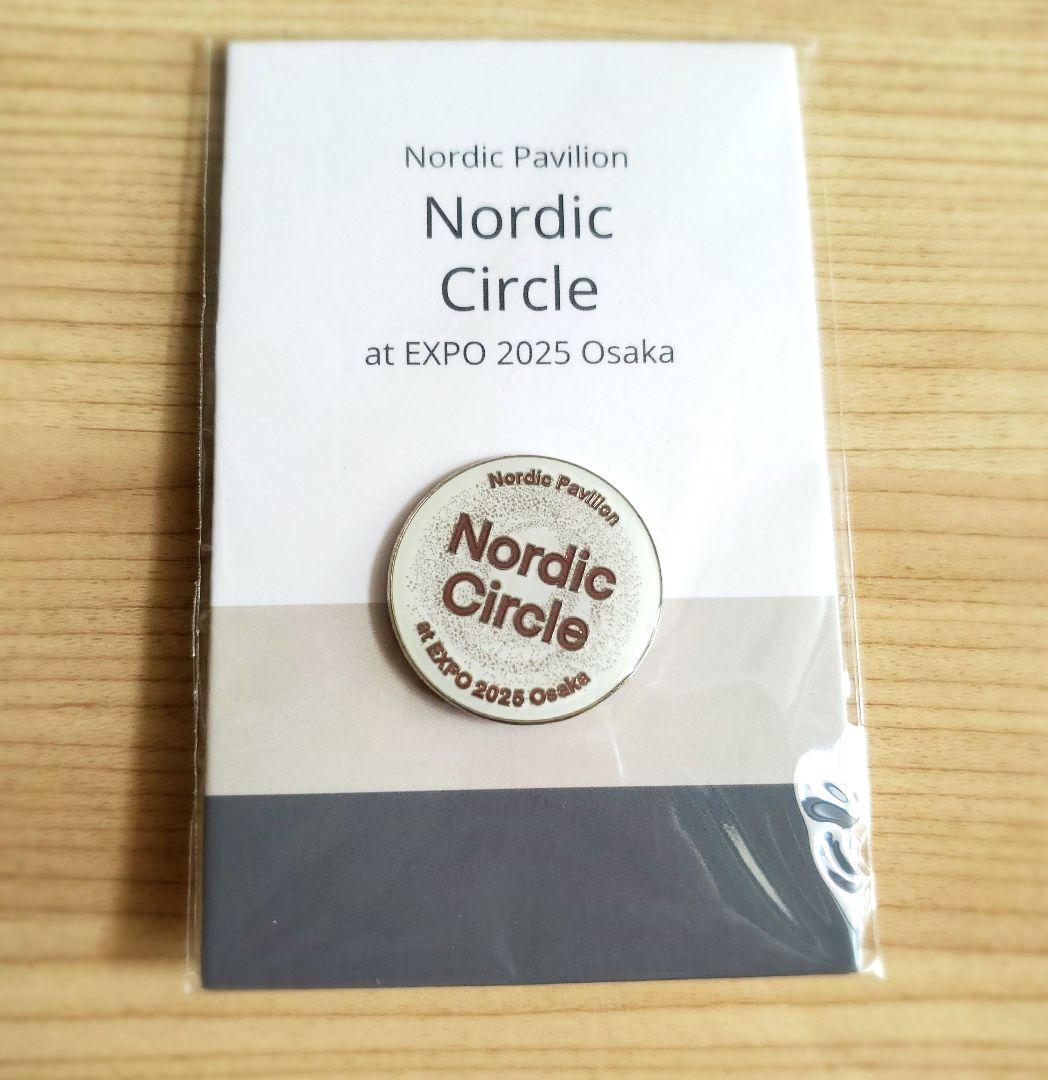 Nordic Pavilion
Nordic
Circle
at EXPO 2025 Osaka
Nordic Pavilion
Nordic
Circle
at EXPO 2025 Osaka